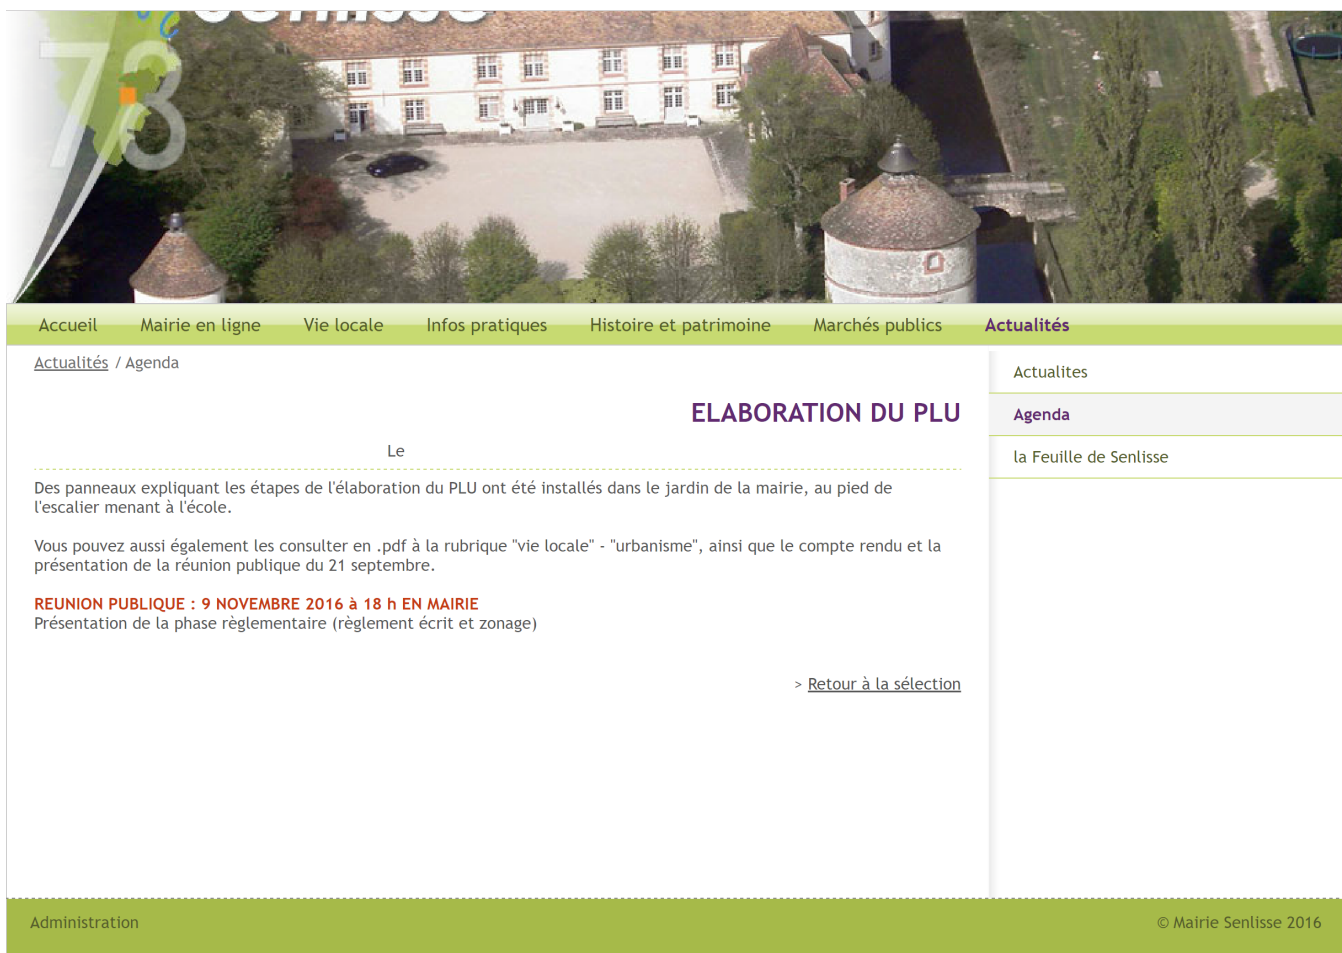 78
Accueil Mairie en ligne Vie locale Infos pratiques Histoire et patrimoine Marchés publics Actualités
Actualités / Agenda
ELABORATION DU PLU
Le
Des panneaux expliquant les étapes de l'élaboration du PLU ont été installés dans le jardin de la mairie, au pied de
l'escalier menant à l'école.
Vous pouvez aussi également les consulter en .pdf à la rubrique "vie locale" - "urbanisme", ainsi que le compte rendu et la
présentation de la réunion publique du 21 septembre.
REUNION PUBLIQUE : 9 NOVEMBRE 2016 à 18 h EN MAIRIE
Présentation de la phase règlementaire (règlement écrit et zonage)
> Retour à la sélection
Actualites
Agenda
la Feuille de Senlisse
Administration
© Mairie Senlisse 2016